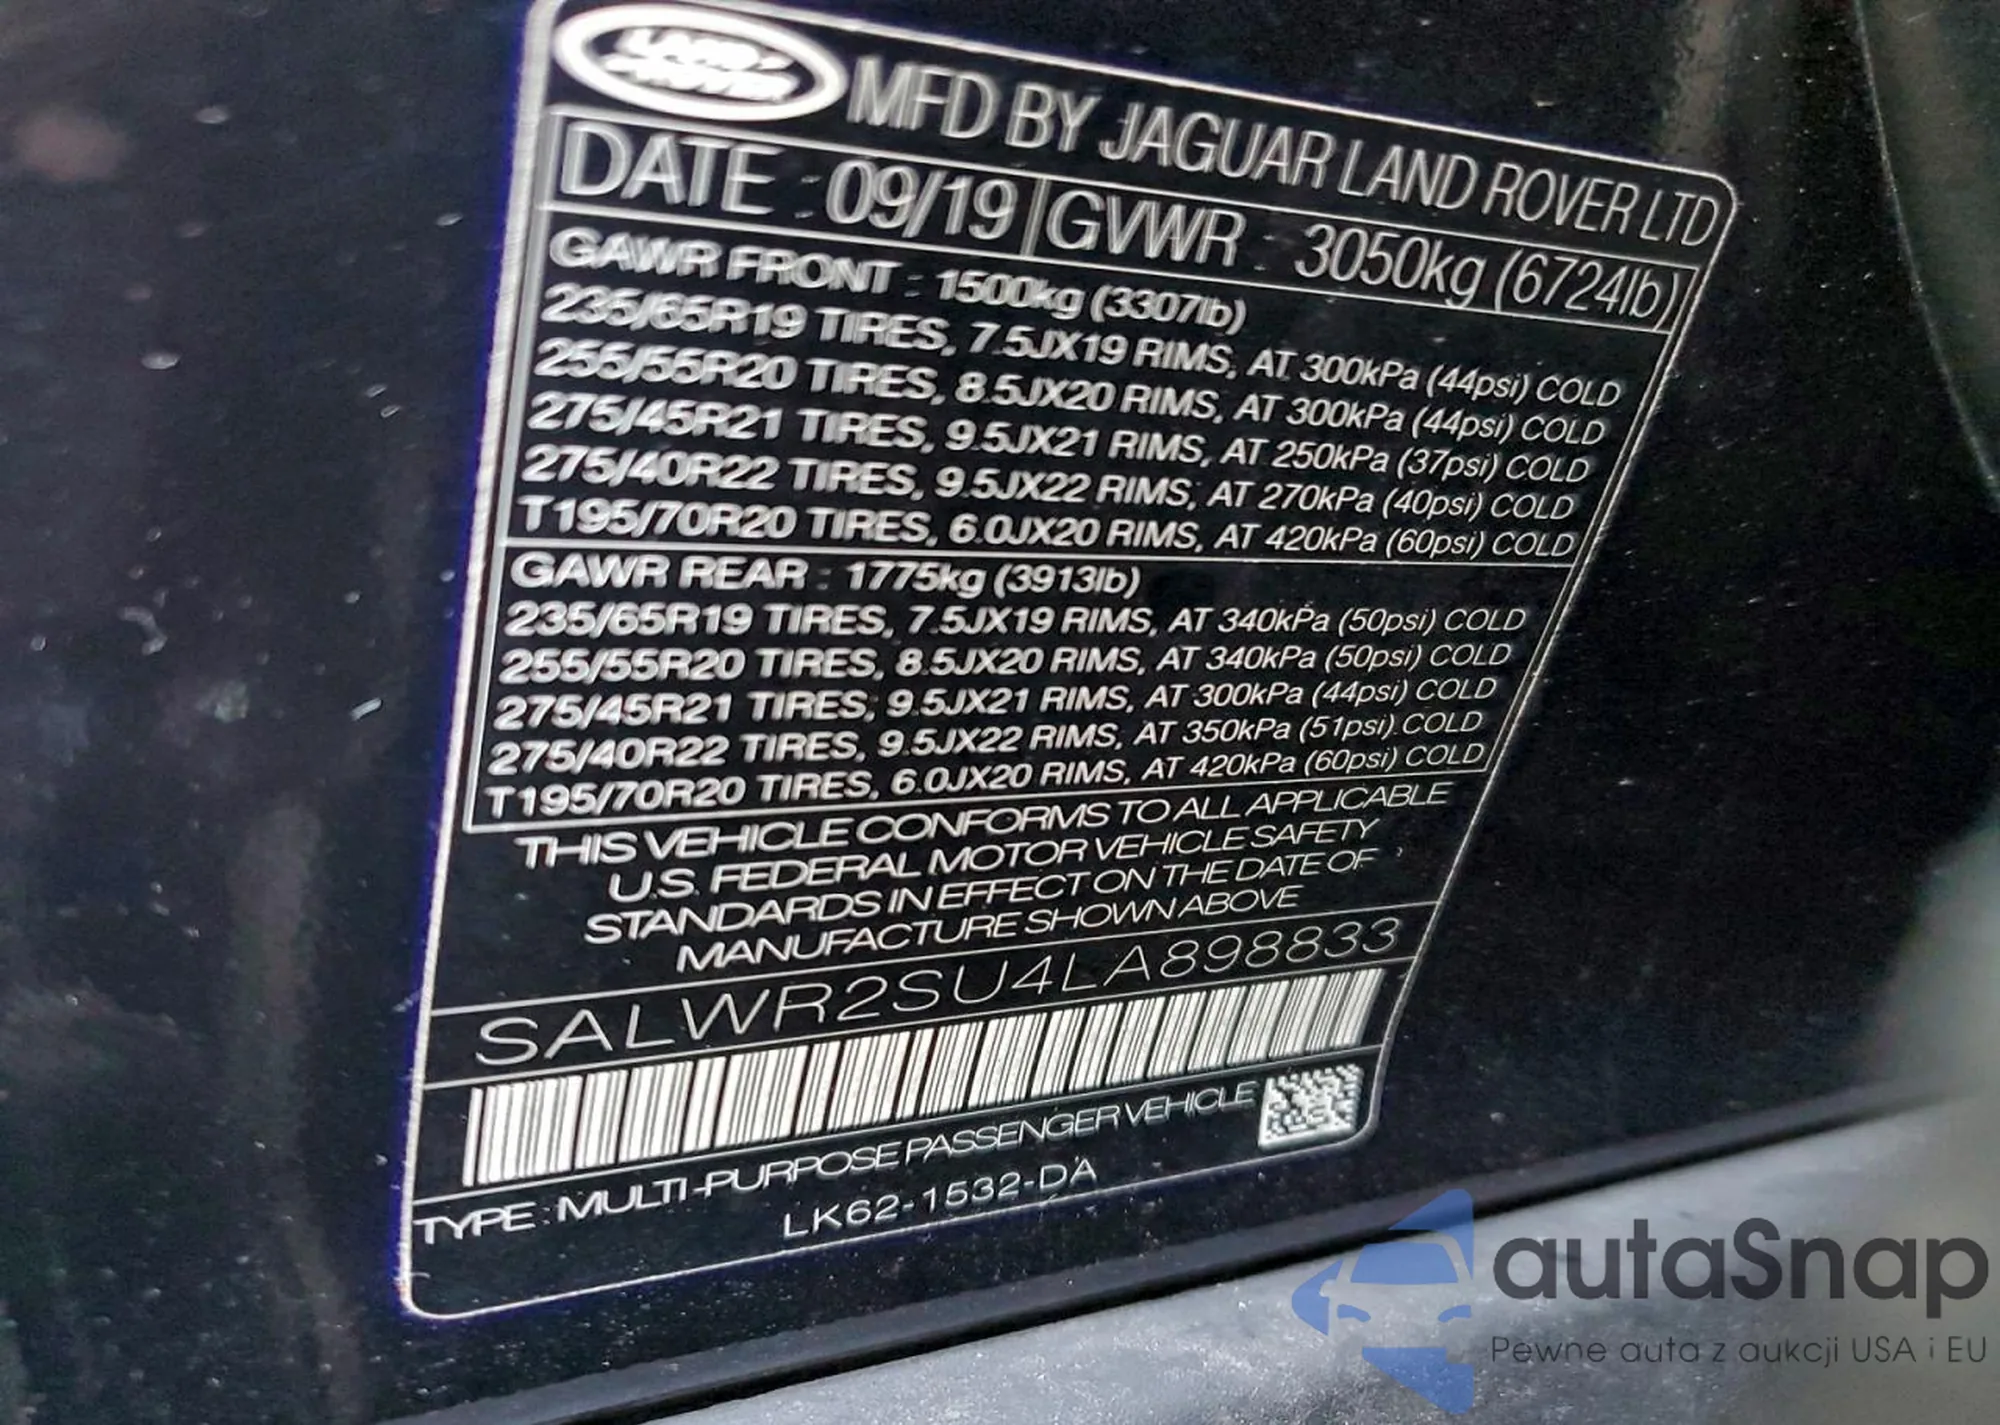 LAND ROVER
MFD BY JAGUAR LAND ROVER LTD
DATE : 09/19 GVWR : 3050kg (6724lb)
GAWR FRONT : 1500kg (3307lb)
235/65R19 TIRES, 7.5JX19 RIMS, AT 300kPa (44psi) COLD
255/55R20 TIRES, 8.5JX20 RIMS, AT 300kPa (44psi) COLD
275/45R21 TIRES, 9.5JX21 RIMS, AT 250kPa (37psi) COLD
275/40R22 TIRES, 9.5JX22 RIMS, AT 270kPa (40psi) COLD
T195/70R20 TIRES, 6.0JX20 RIMS, AT 420kPa (60psi) COLD
GAWR REAR : 1775kg (3913lb)
235/65R19 TIRES, 7.5JX19 RIMS, AT 340kPa (50psi) COLD
255/55R20 TIRES, 8.5JX20 RIMS, AT 340kPa (50psi) COLD
275/45R21 TIRES, 9.5JX21 RIMS, AT 300kPa (44psi) COLD
275/40R22 TIRES, 9.5JX22 RIMS, AT 350kPa (51psi) COLD
T195/70R20 TIRES, 6.0JX20 RIMS, AT 420kPa (60psi) COLD
THIS VEHICLE CONFORMS TO ALL APPLICABLE
U.S. FEDERAL MOTOR VEHICLE SAFETY
STANDARDS IN EFFECT ON THE DATE OF
MANUFACTURE SHOWN ABOVE
SALWR2SU4LA898833
TYPE : MULTI-PURPOSE PASSENGER VEHICLE
LK62-1532-DA
autaSnap
Pewne auta z aukcji USA i EU